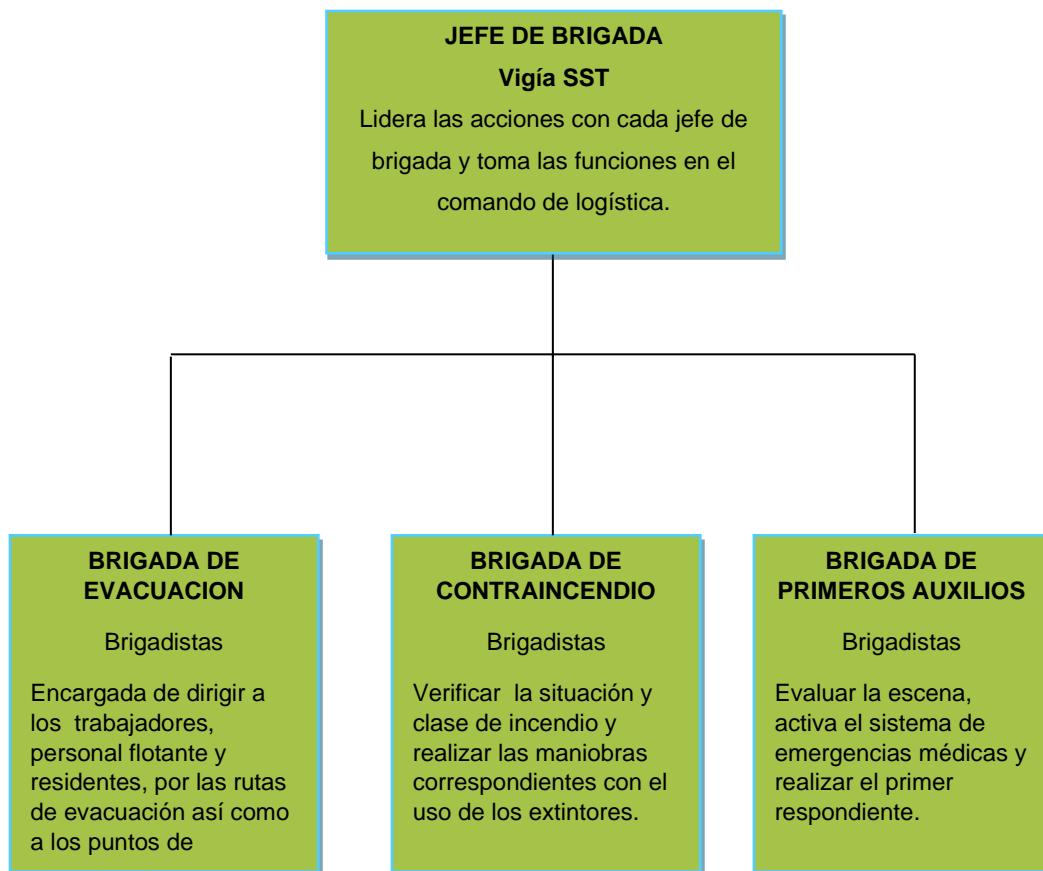 JEFE DE BRIGADA
Vigía SST
Lidera las acciones con cada jefe de
brigada y toma las funciones en el
comando de logística.
BRIGADA DE
EVACUACION
Brigadistas
Encargada de dirigir a
los trabajadores,
personal flotante y
residentes, por las rutas
de evacuación así como
a los puntos de
BRIGADA DE
CONTRAINCENDIO
Brigadistas
Verificar la situación y
clase de incendio y
realizar las maniobras
correspondientes con el
uso de los extintores.
BRIGADA DE
PRIMEROS AUXILIOS
Brigadistas
Evaluar la escena,
activa el sistema de
emergencias médicas y
realizar el primer
respondiente.